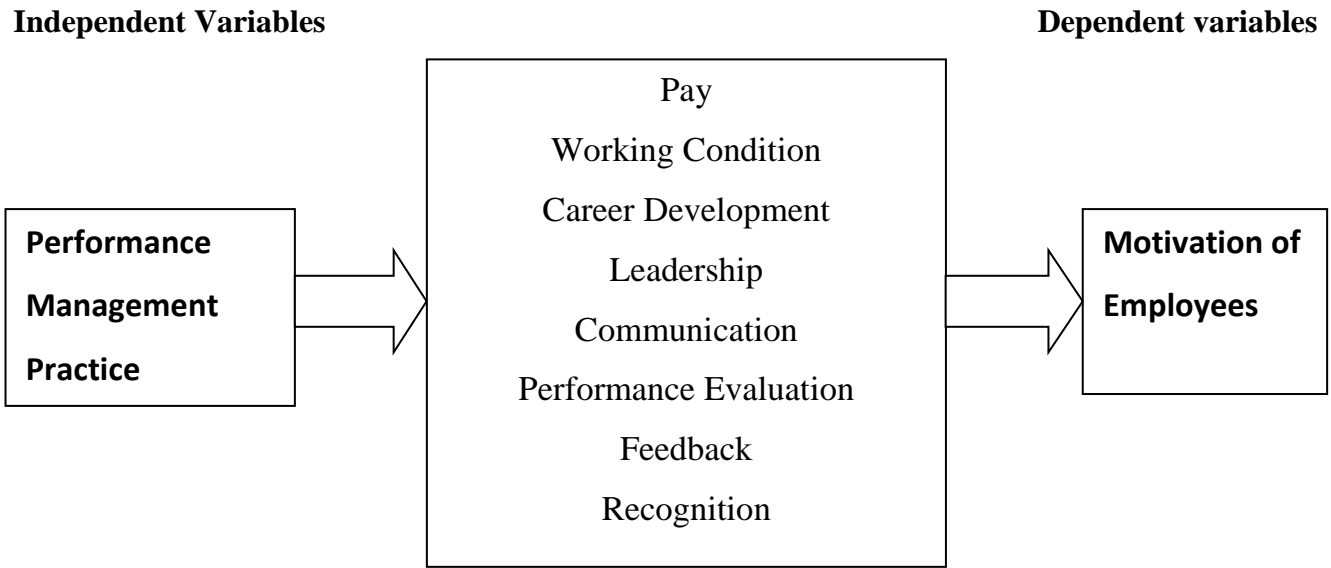 Independent Variables
Dependent variables
Performance
Management
Practice
Pay
Working Condition
Career Development
Leadership
Communication
Performance Evaluation
Feedback
Recognition
Motivation of
Employees